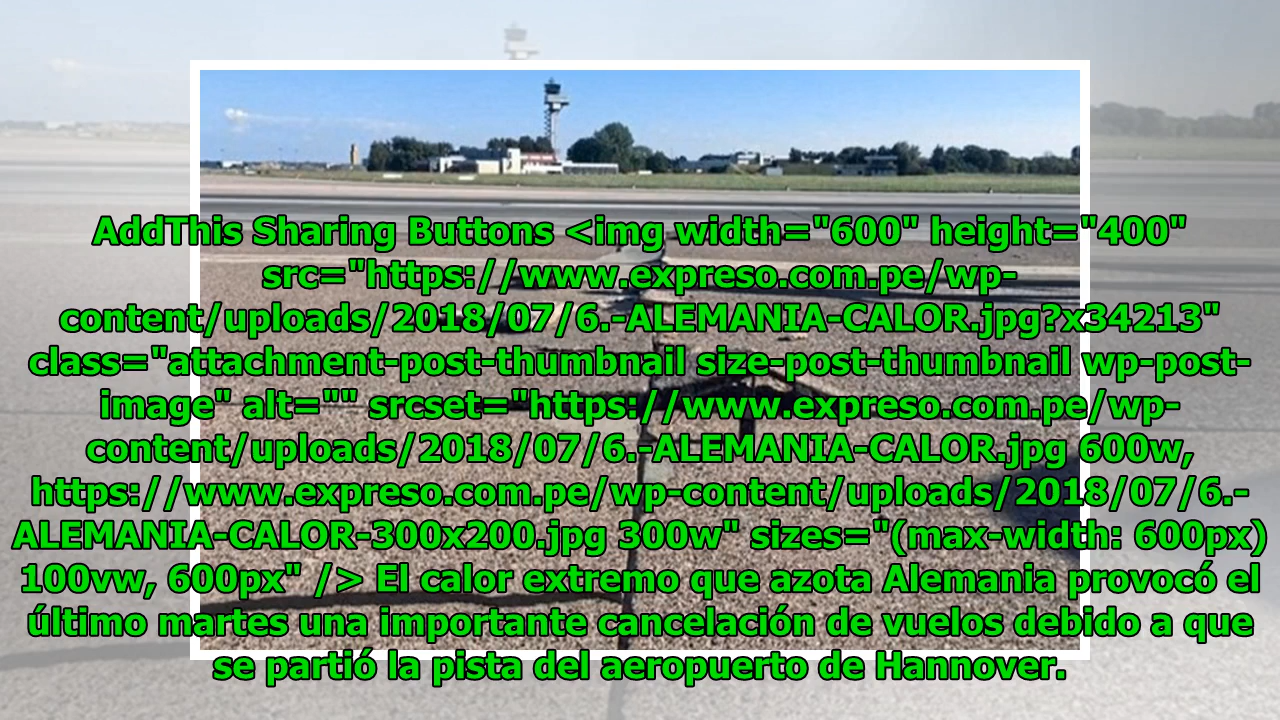 AddThis Sharing Buttons <img width="600" height="400"
src="https://www.expreso.com.pe/wp-
content/uploads/2018/07/6.-ALEMANIA-CALOR.jpg?x34213"
class="attachment-post-thumbnail size-post-thumbnail wp-post-
image" alt="" srcset="https://www.expreso.com.pe/wp-
content/uploads/2018/07/6.-ALEMANIA-CALOR.jpg 600w,
https://www.expreso.com.pe/wp-content/uploads/2018/07/6.-
ALEMANIA-CALOR-300x200.jpg 300w" sizes="(max-width: 600px)
100vw, 600px" /> El calor extremo que azota Alemania provocó el
último martes una importante cancelación de vuelos debido a que
se partió la pista del aeropuerto de Hannover.